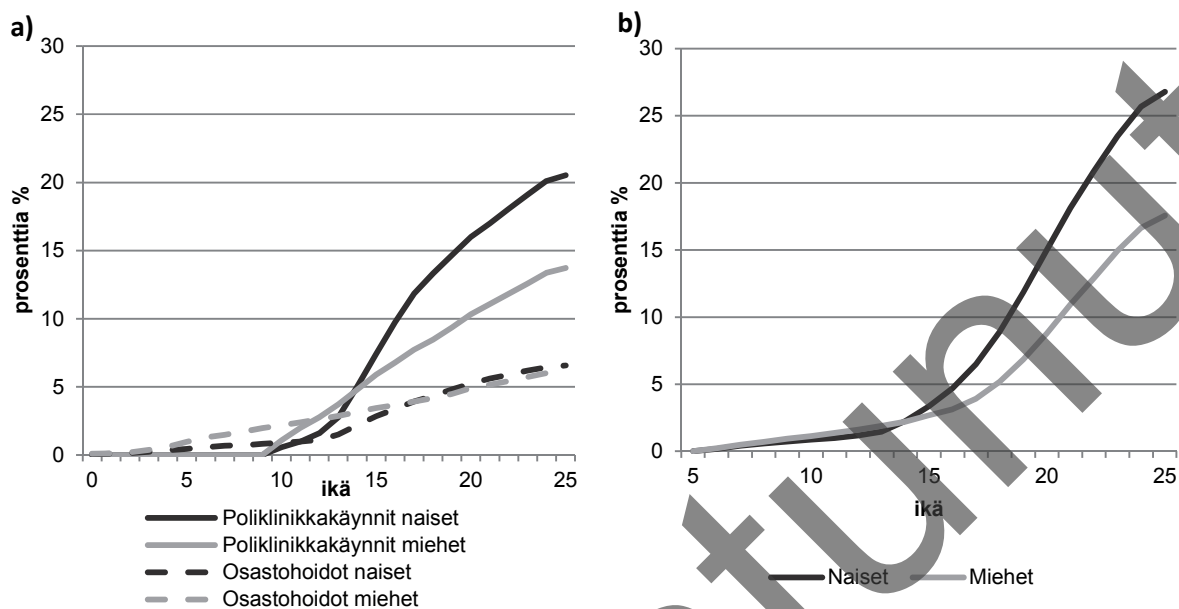 a)
30
25
20
15
10
5
0
prosenttia %
0 5 10 15 20 25
ikä
Poliklinikkakäynnit naiset
Poliklinikkakäynnit miehet
Osastohoidot naiset
Osastohoidot miehet
b)
30
25
20
15
10
5
0
prosenttia %
5 10 15 20 25
ikä
Naiset Miehet